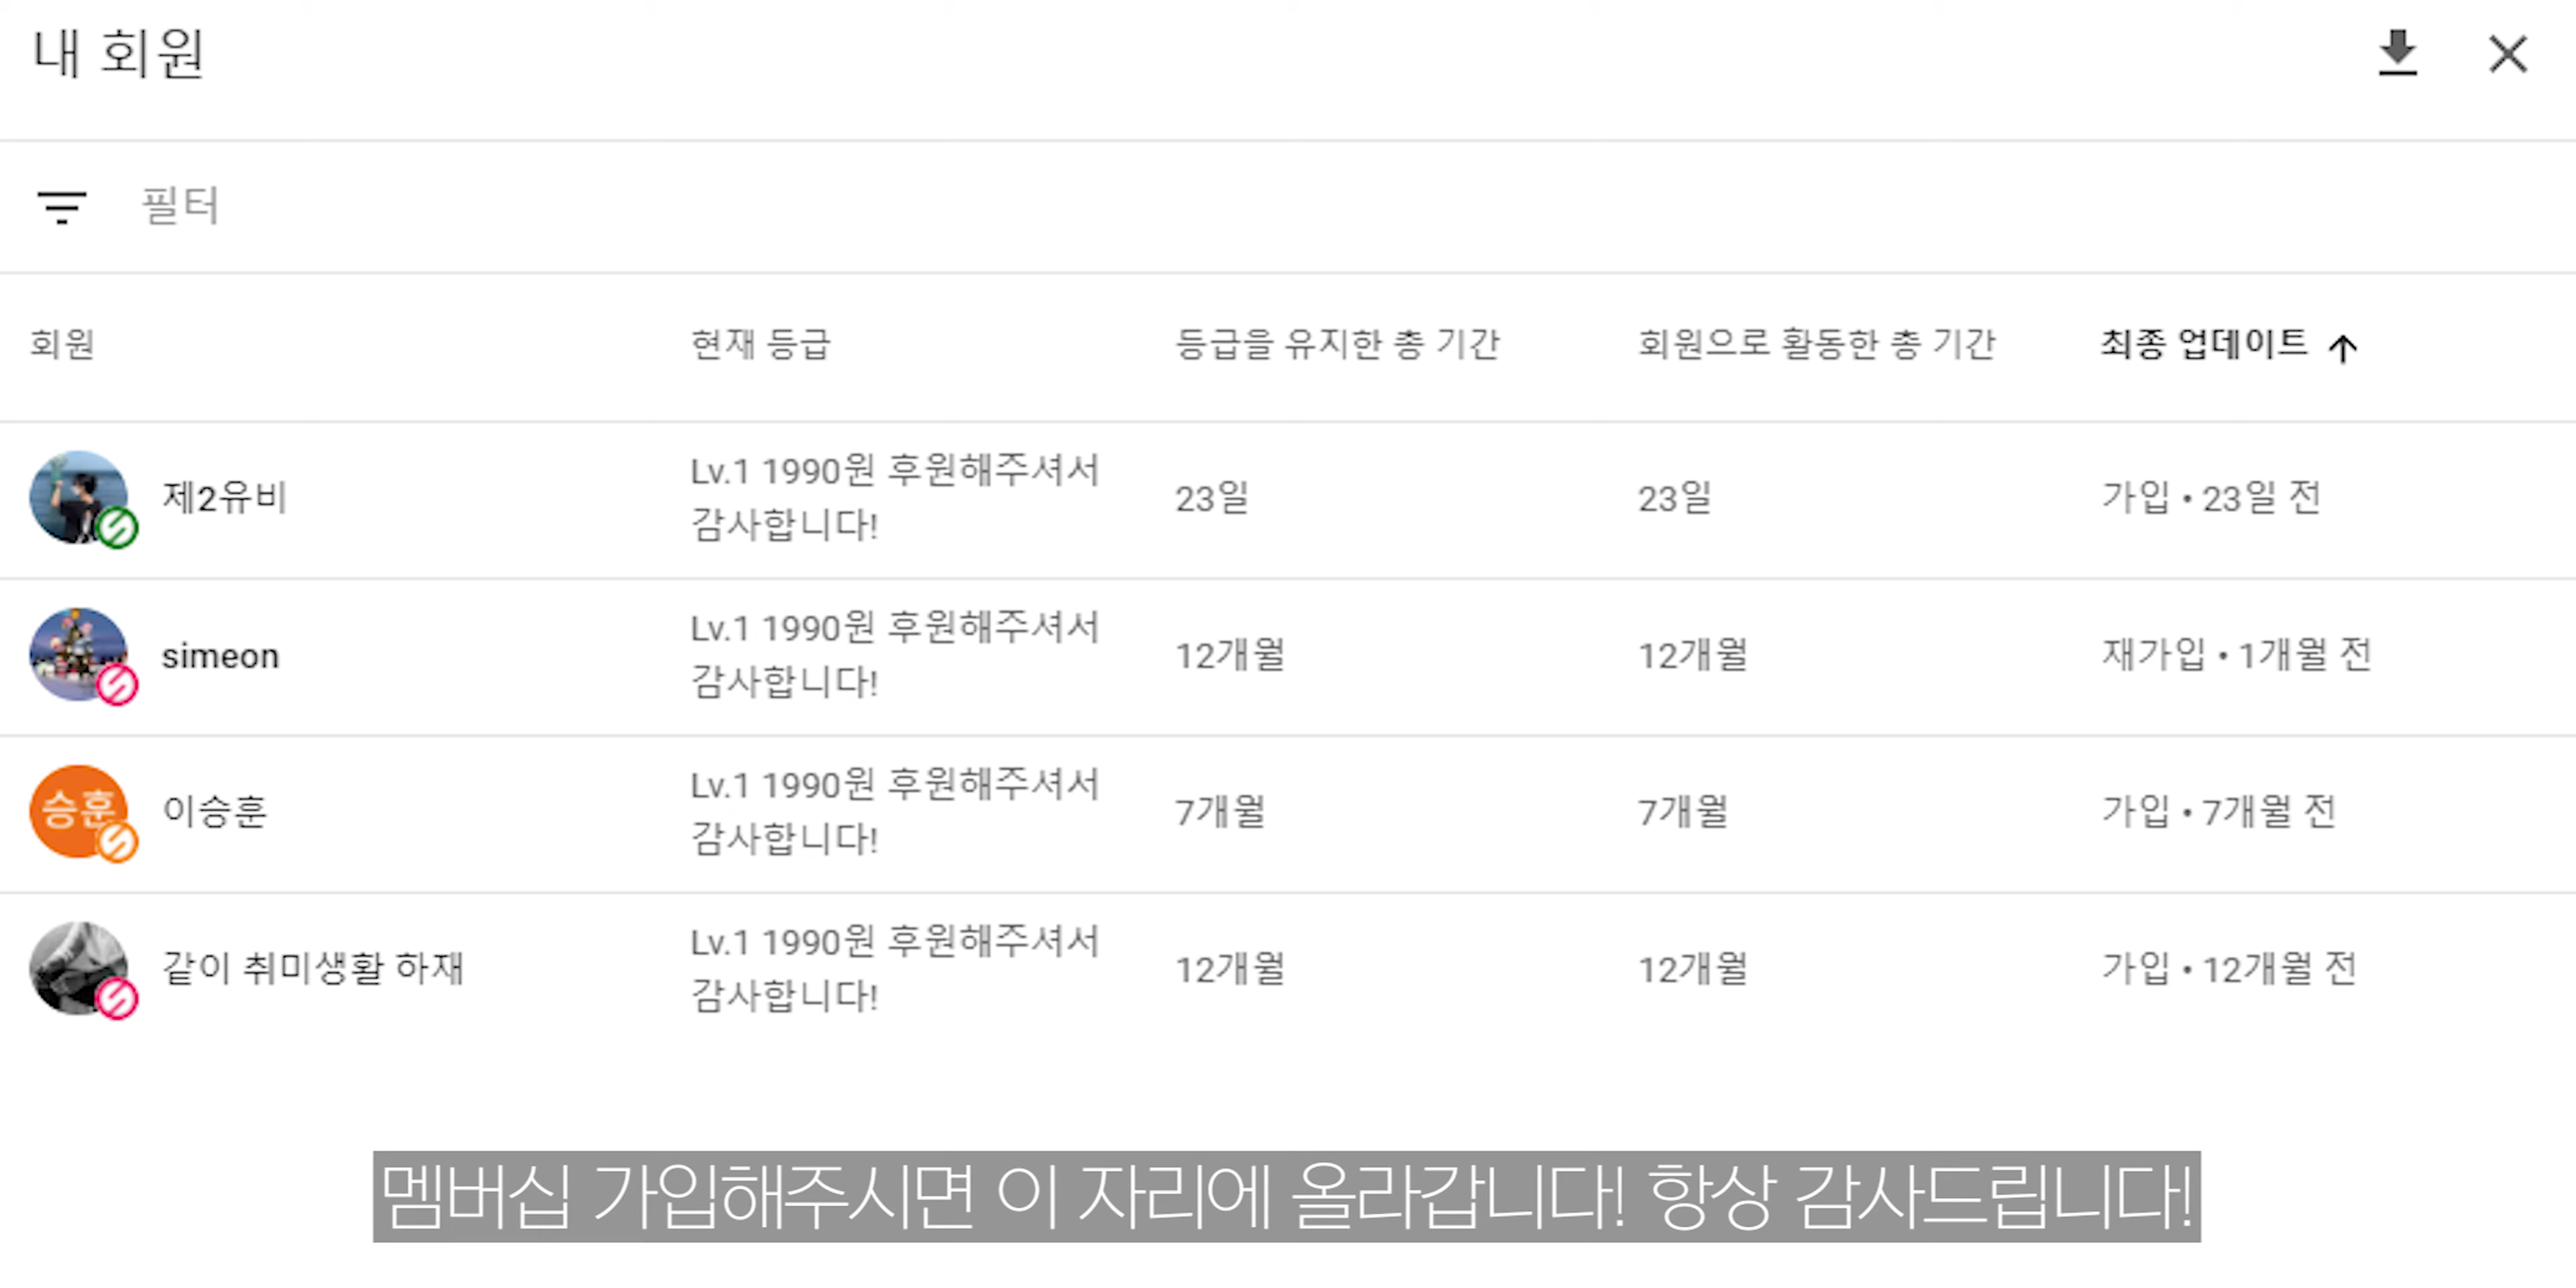 내 회원
필터
회원 현재 등급 등급을 유지한 총 기간 회원으로 활동한 총 기간 최종 업데이트
제2유비 Lv.1 1990원 후원해주셔서 감사합니다! 23일 23일 가입 • 23일 전
simeon Lv.1 1990원 후원해주셔서 감사합니다! 12개월 12개월 재가입 • 1개월 전
승훈 이승훈 Lv.1 1990원 후원해주셔서 감사합니다! 7개월 7개월 가입 • 7개월 전
같이 취미생활 하재 Lv.1 1990원 후원해주셔서 감사합니다! 12개월 12개월 가입 • 12개월 전
멤버십 가입해주시면 이 자리에 올라갑니다! 항상 감사드립니다!